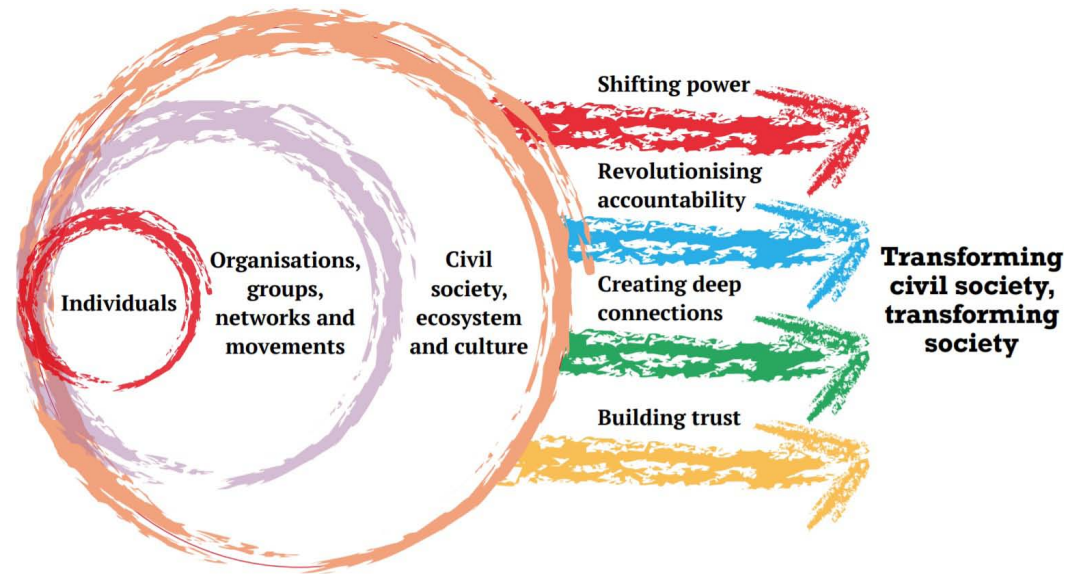 Individuals
Organisations,
groups,
networks and
movements
Civil
society,
ecosystem
and culture
Shifting power
Revolutionising
accountability
Creating deep
connections
Building trust
Transforming
civil society,
transforming
society